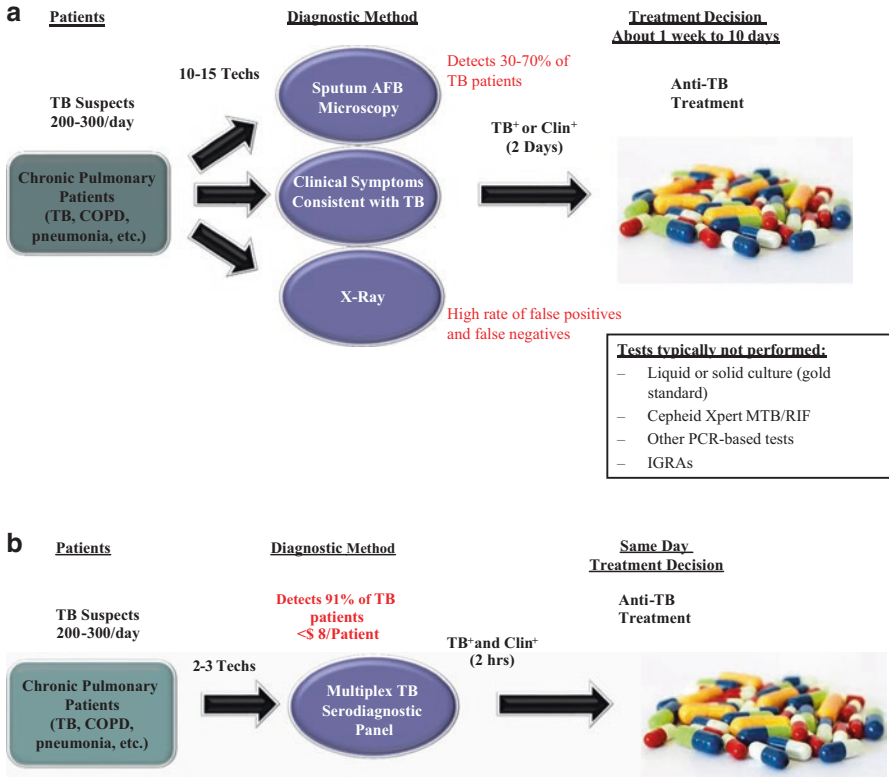 a
Patients
Diagnostic Method
Treatment Decision
About 1 week to 10 days
10-15 Techs
TB Suspects
200-300/day
Chronic Pulmonary
Patients
(TB, COPD,
pneumonia, etc.)
Sputum AFB
Microscopy
Detects 30-70% of
TB patients
Clinical Symptoms
Consistent with TB
X-Ray
High rate of false positives
and false negatives
TB⁺ or Clin⁺
(2 Days)
Anti-TB
Treatment
Tests typically not performed:
– Liquid or solid culture (gold
standard)
– Cepheid Xpert MTB/RIF
– Other PCR-based tests
– IGRAs
b
Patients
Diagnostic Method
Same Day
Treatment Decision
TB Suspects
200-300/day
Chronic Pulmonary
Patients
(TB, COPD,
pneumonia, etc.)
2-3 Techs
Detects 91% of TB
patients
<$ 8/Patient
Multiplex TB
Serodiagnostic
Panel
TB⁺and Clin⁺
(2 hrs)
Anti-TB
Treatment